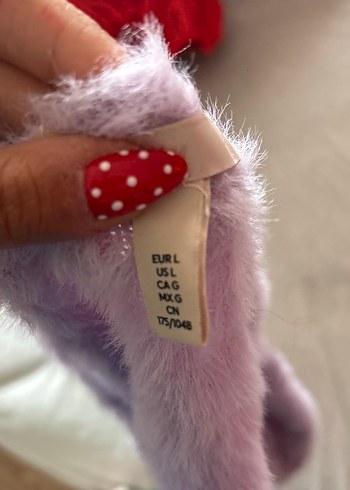 EUR L
US L
CA G
MX G
CN
175/104B